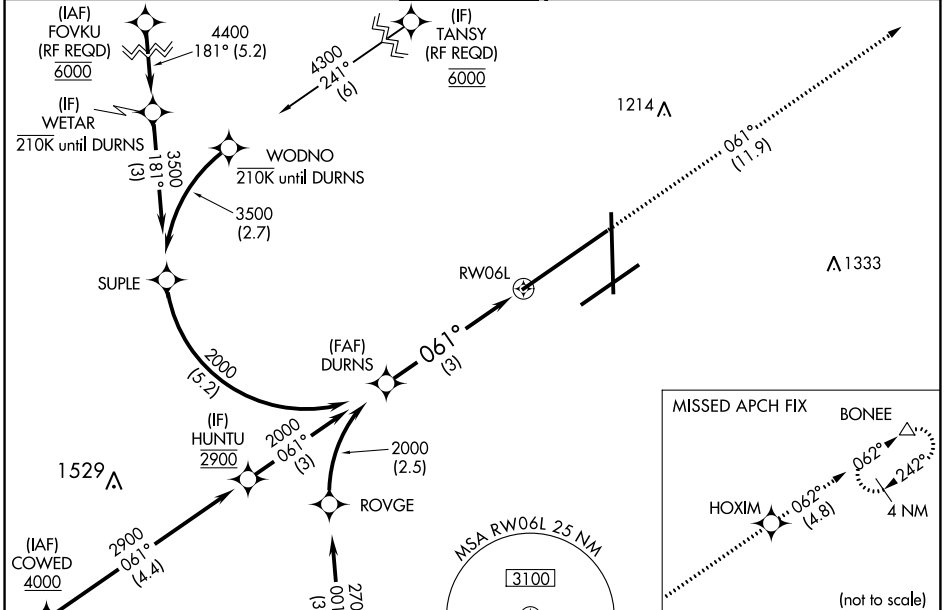 (IAF)
FOVKU
(RF REQD)
6000
4400
181° (5.2)
(IF)
TANSY
(RF REQD)
6000
4300
241°
(6)
(IF)
WETAR
210K until DURNS
3500
181°
(3)
WODNO
210K until DURNS
3500
(2.7)
1214
061°
(11.9)
SUPLE
RW06L
1333
2000
(5.2)
(FAF)
DURNS
061°
(3)
(IF)
HUNTU
2900
2000
061°
(3)
2000
(2.5)
ROVGE
1529
(IAF)
COWED
4000
2900
061°
(4.4)
001°
MSA RW06L 25 NM
3100
MISSED APCH FIX
BONEE
062°
242°
4 NM
HOXIM
062°
(4.8)
(not to scale)